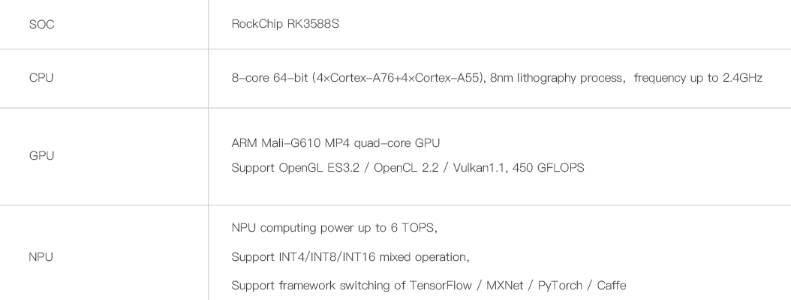 SOC
RockChip RK3588S
CPU
8-core 64-bit (4×Cortex-A76+4×Cortex-A55), 8nm lithography process, frequency up to 2.4GHz
GPU
ARM Mali-G610 MP4 quad-core GPU
Support OpenGL ES3.2 / OpenCL 2.2 / Vulkan1.1, 450 GFLOPS
NPU
NPU computing power up to 6 TOPS,
Support INT4/INT8/INT16 mixed operation,
Support framework switching of TensorFlow / MXNet / PyTorch / Caffe